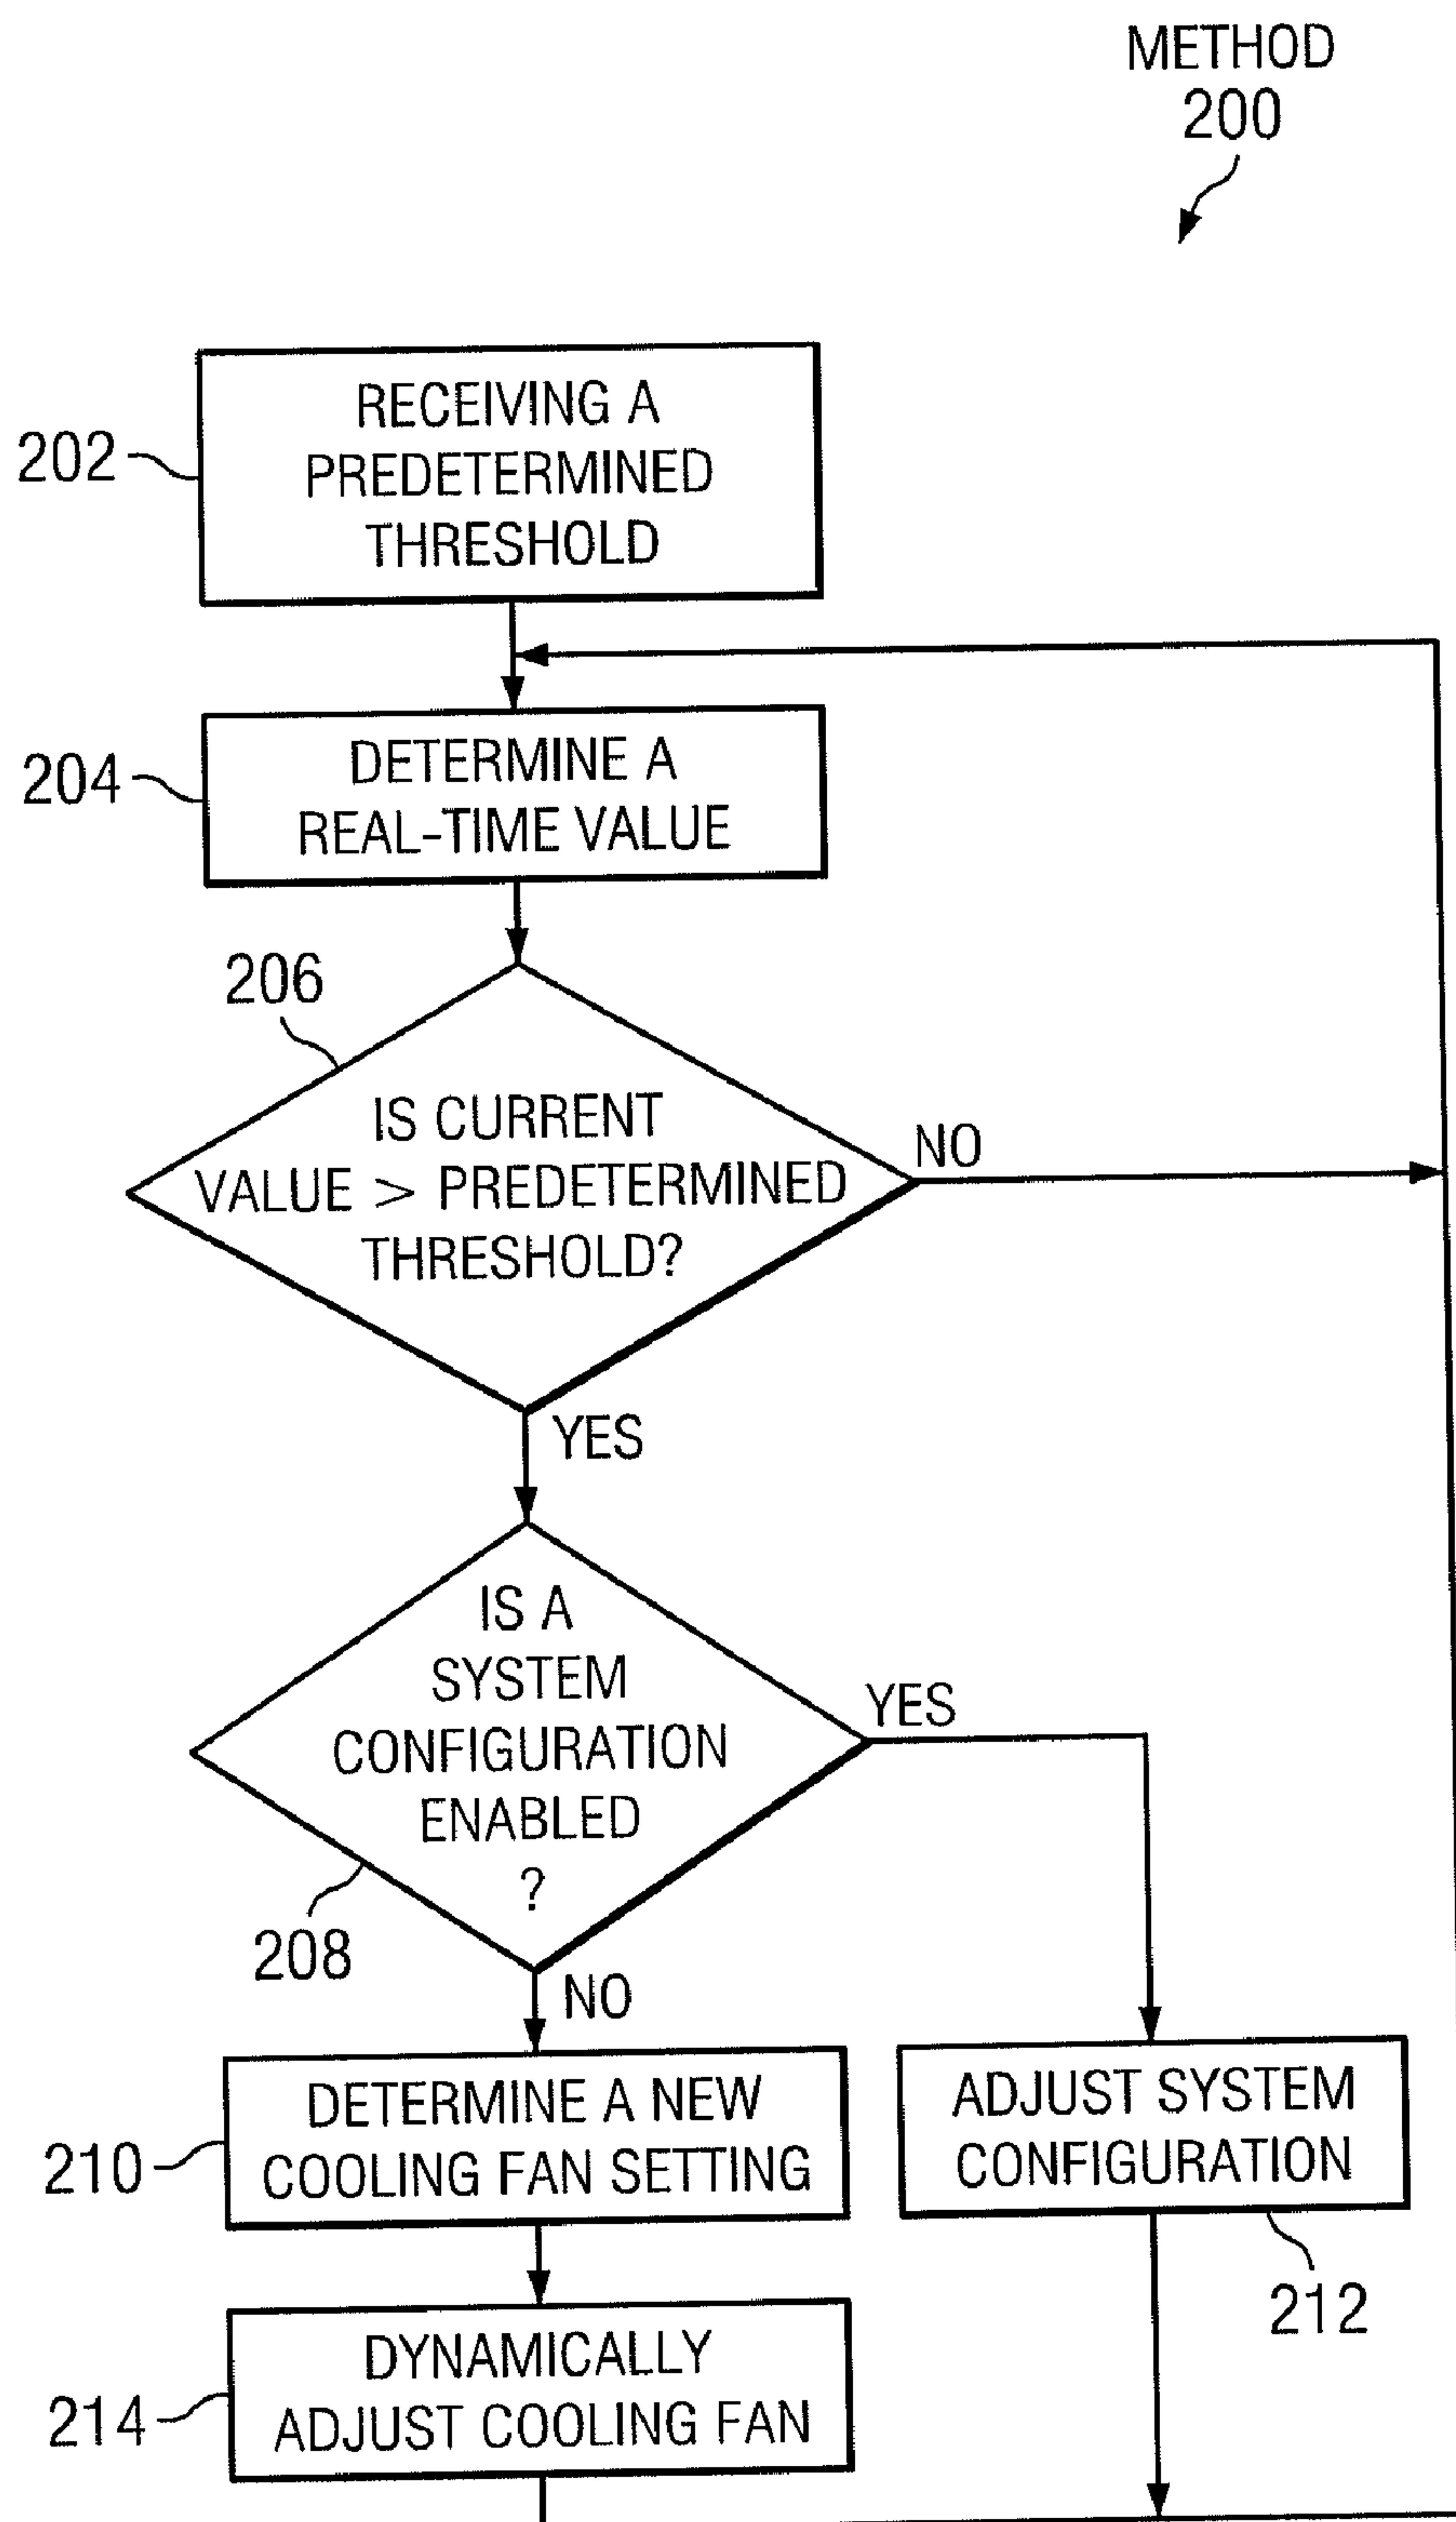 METHOD
200
202
RECEIVING A
PREDETERMINED
THRESHOLD
204
DETERMINE A
REAL-TIME VALUE
206
IS CURRENT
VALUE > PREDETERMINED
THRESHOLD?
NO
YES
IS A
SYSTEM
CONFIGURATION
ENABLED
?
YES
208
NO
210
DETERMINE A NEW
COOLING FAN SETTING
ADJUST SYSTEM
CONFIGURATION
212
214
DYNAMICALLY
ADJUST COOLING FAN